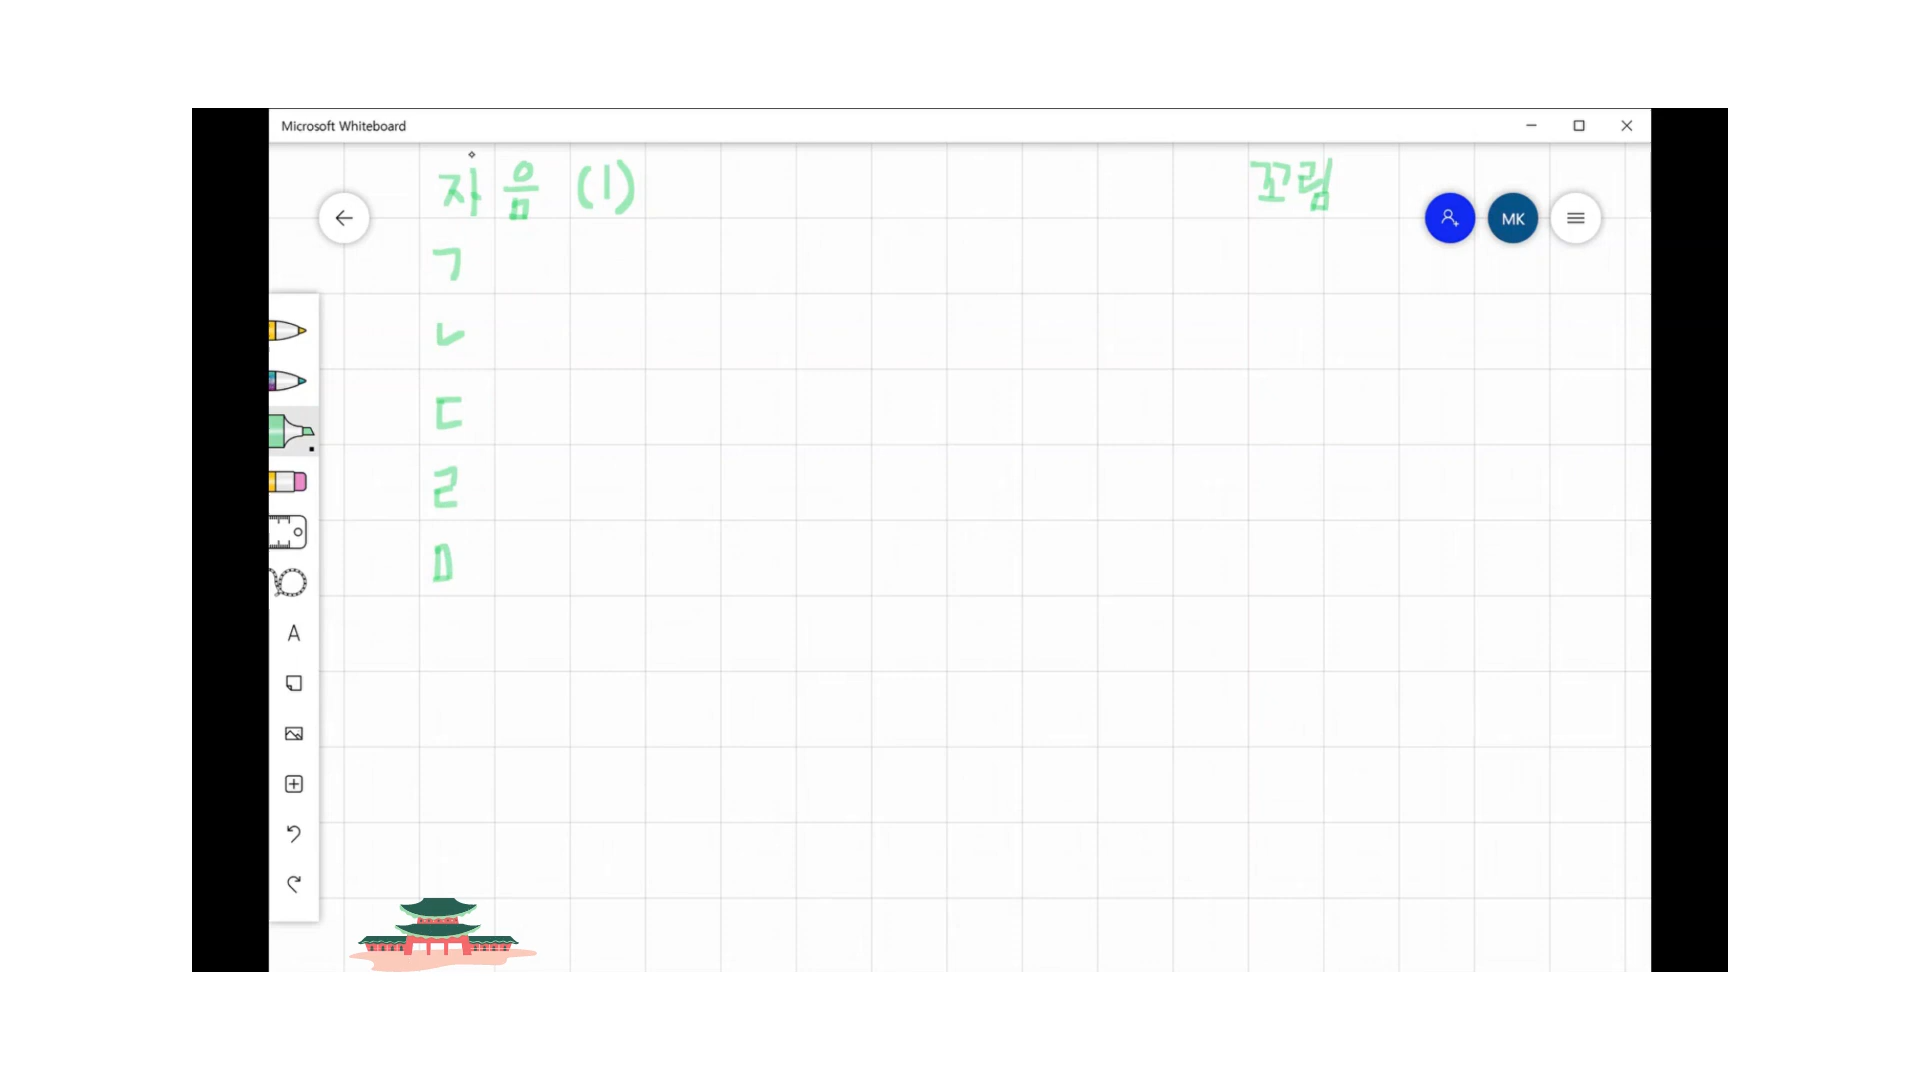 Microsoft Whiteboard
자음 (1) 꼬림
MK
ㄱ
ㄴ
ㄷ
ㄹ
ㅁ
A